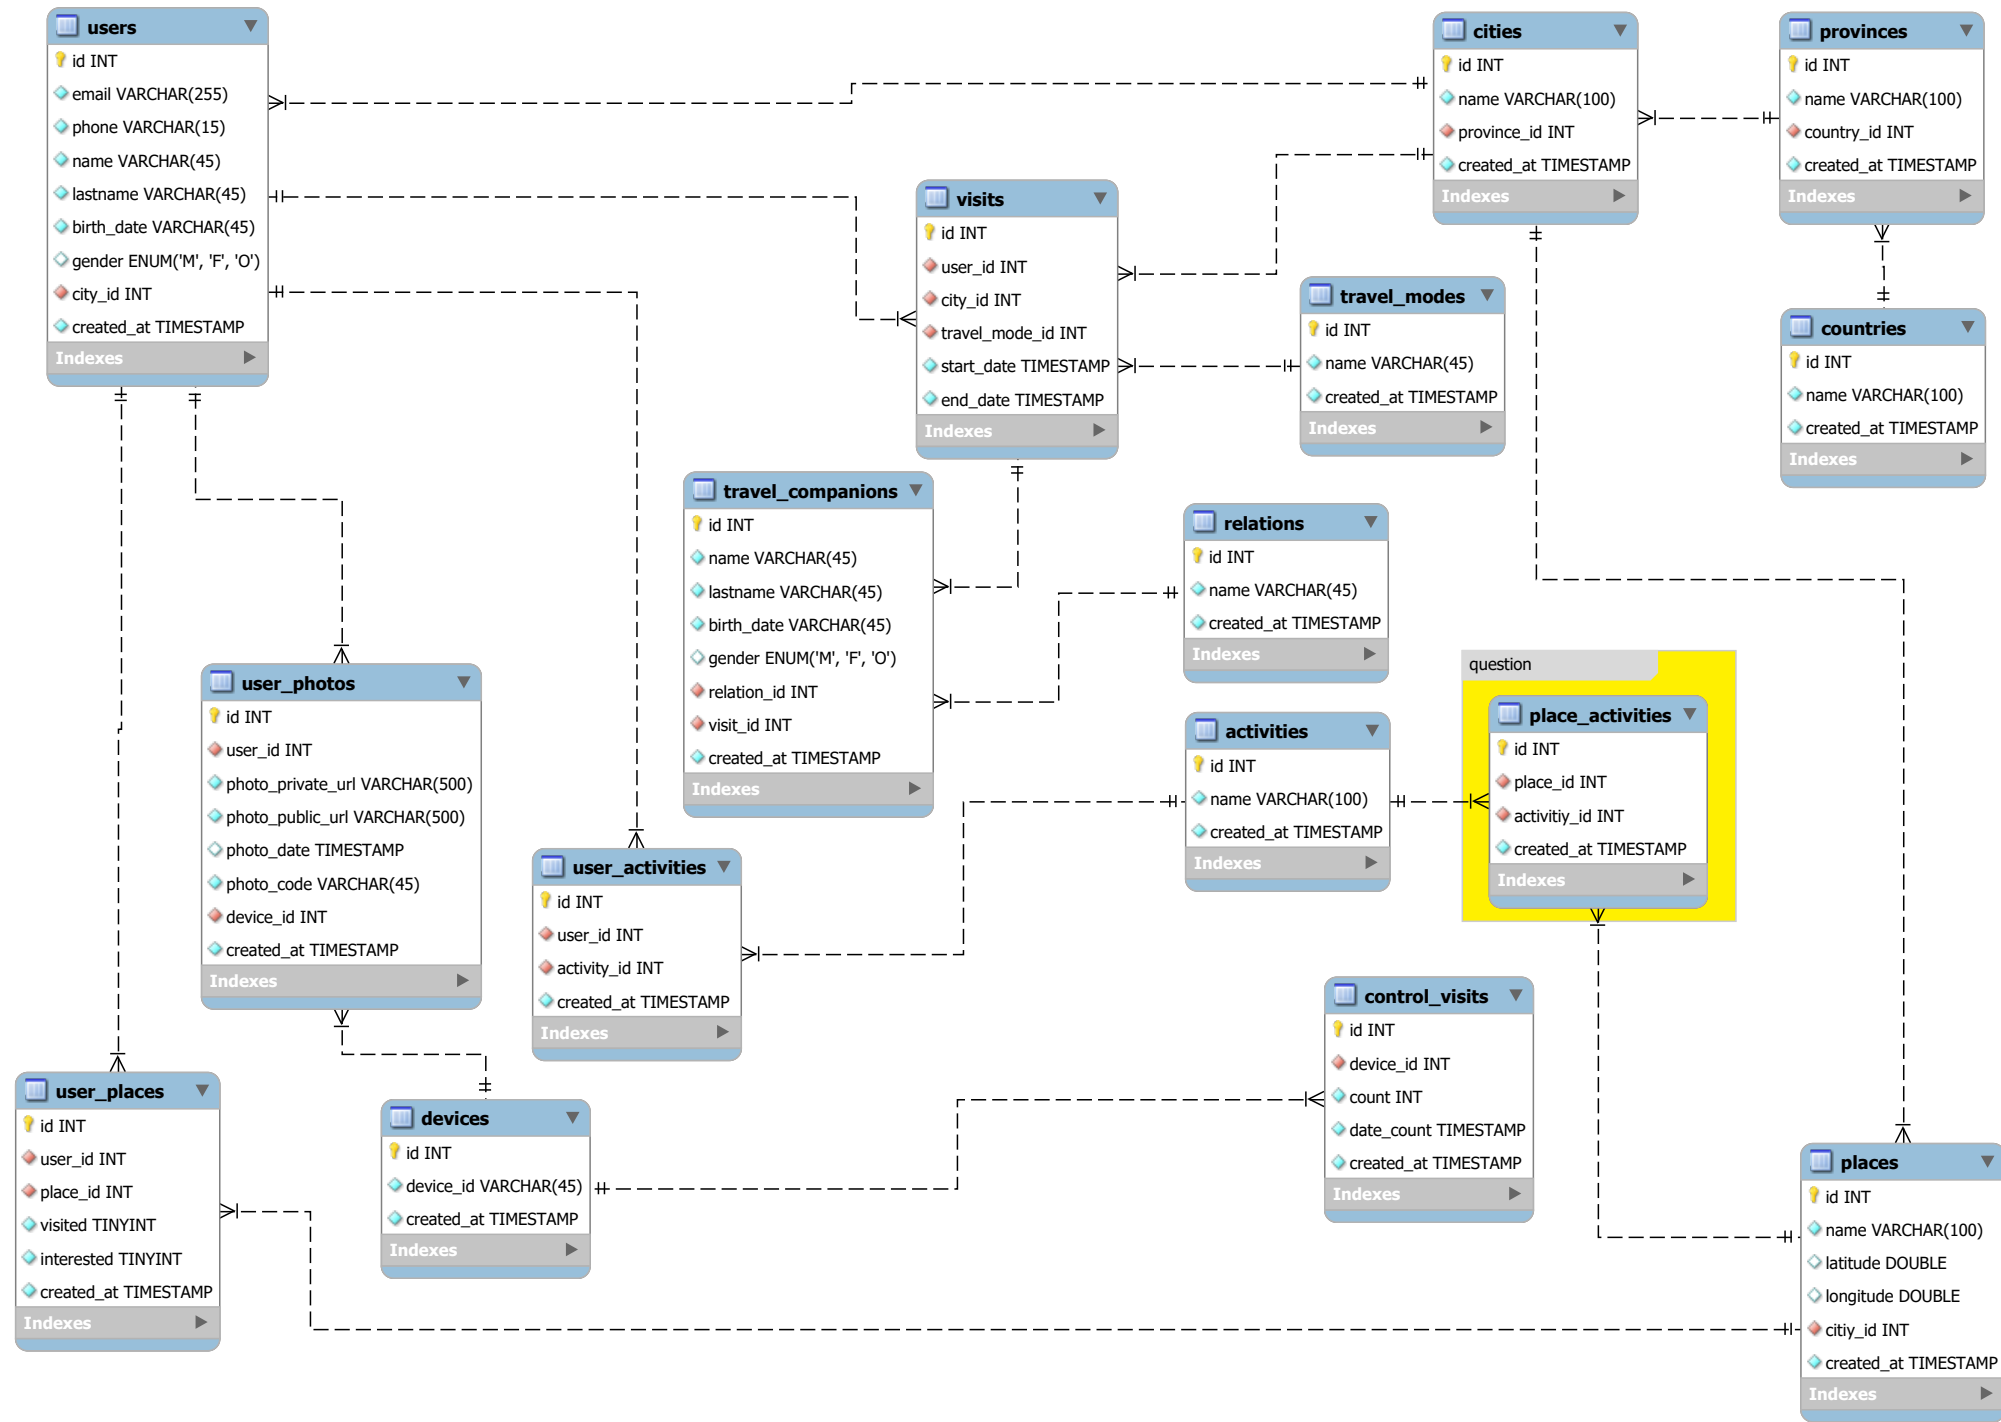 users
id INT
email VARCHAR(255)
phone VARCHAR(15)
name VARCHAR(45)
lastname VARCHAR(45)
birth_date VARCHAR(45)
gender ENUM('M', 'F', 'O')
city_id INT
created_at TIMESTAMP
Indexes
cities
id INT
name VARCHAR(100)
province_id INT
created_at TIMESTAMP
Indexes
provinces
id INT
name VARCHAR(100)
country_id INT
created_at TIMESTAMP
Indexes
visits
id INT
user_id INT
city_id INT
travel_mode_id INT
start_date TIMESTAMP
end_date TIMESTAMP
Indexes
travel_modes
id INT
name VARCHAR(45)
created_at TIMESTAMP
Indexes
countries
id INT
name VARCHAR(100)
created_at TIMESTAMP
Indexes
travel_companions
id INT
name VARCHAR(45)
lastname VARCHAR(45)
birth_date VARCHAR(45)
gender ENUM('M', 'F', 'O')
relation_id INT
visit_id INT
created_at TIMESTAMP
Indexes
relations
id INT
name VARCHAR(45)
created_at TIMESTAMP
Indexes
question
place_activities
id INT
place_id INT
activitiy_id INT
created_at TIMESTAMP
Indexes
user_photos
id INT
user_id INT
photo_private_url VARCHAR(500)
photo_public_url VARCHAR(500)
photo_date TIMESTAMP
photo_code VARCHAR(45)
device_id INT
created_at TIMESTAMP
Indexes
activities
id INT
name VARCHAR(100)
created_at TIMESTAMP
Indexes
user_activities
id INT
user_id INT
activity_id INT
created_at TIMESTAMP
Indexes
control_visits
id INT
device_id INT
count INT
date_count TIMESTAMP
created_at TIMESTAMP
Indexes
user_places
id INT
user_id INT
place_id INT
visited TINYINT
interested TINYINT
created_at TIMESTAMP
Indexes
devices
id INT
device_id VARCHAR(45)
created_at TIMESTAMP
Indexes
places
id INT
name VARCHAR(100)
latitude DOUBLE
longitude DOUBLE
citiy_id INT
created_at TIMESTAMP
Indexes